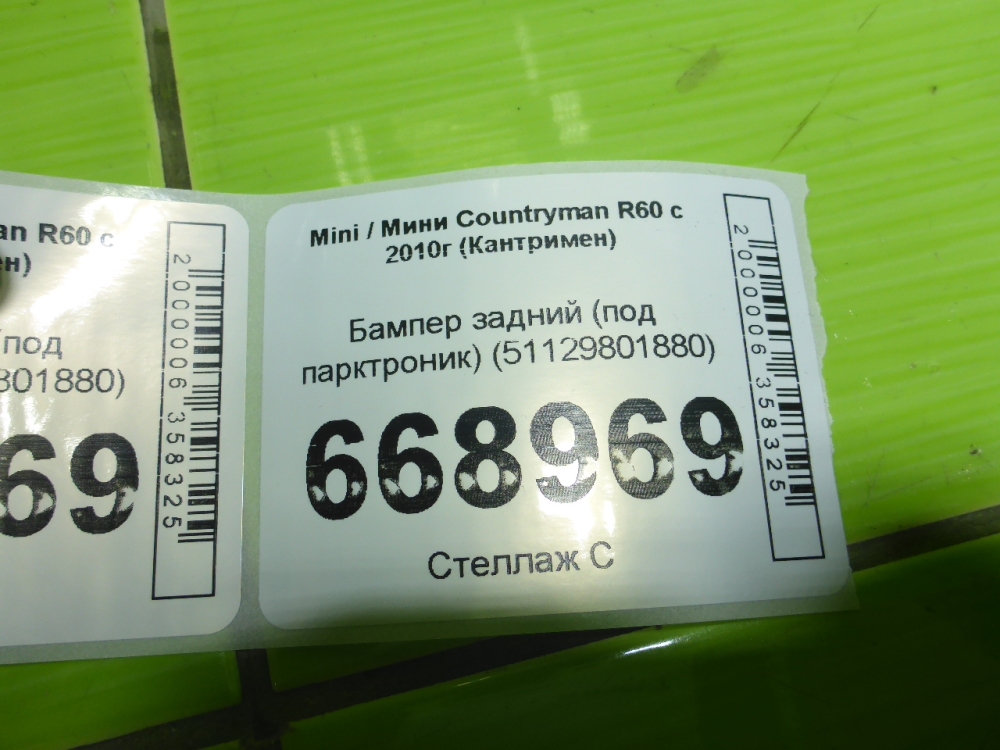 an R60 с
ен)
(под
801880)
69
2000006358325
Mini / Мини Countryman R60 с
2010г (Кантримен)
Бампер задний (под
парктроник) (51129801880)
668969
Стеллаж С
2000006358325